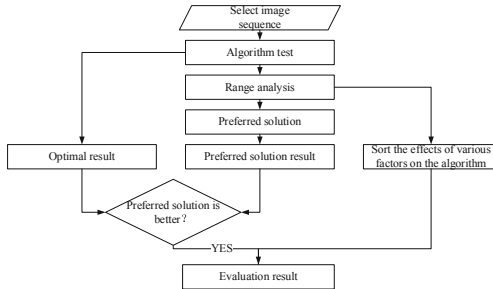 Select image
sequence
Algorithm test
Range analysis
Preferred solution
Optimal result
Preferred solution result
Sort the effects of various
factors on the algorithm
Preferred solution is
better?
YES
Evaluation result